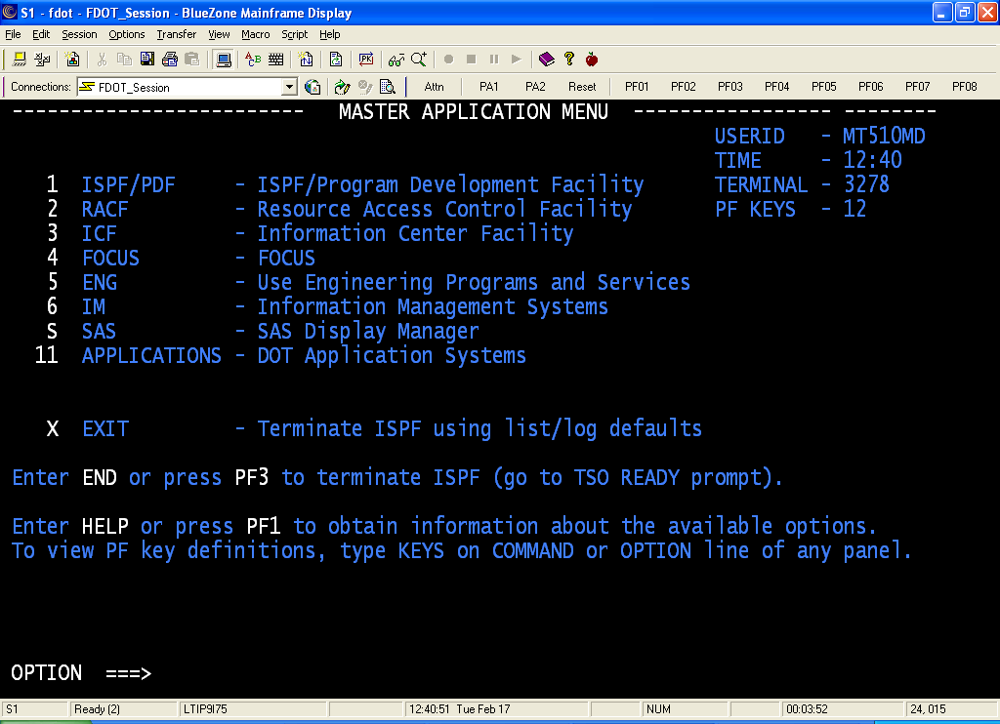 S1 - fdot - FDOT_Session - BlueZone Mainframe Display
File Edit Session Options Transfer View Macro Script Help
Connections: FDOT_Session Attn PA1 PA2 Reset PF01 PF02 PF03 PF04 PF05 PF06 PF07 PF08
------------------------- MASTER APPLICATION MENU ----------------- --------
USERID - MT510MD
TIME - 12:40
1 ISPF/PDF - ISPF/Program Development Facility TERMINAL - 3278
2 RACF - Resource Access Control Facility PF KEYS - 12
3 ICF - Information Center Facility
4 FOCUS - FOCUS
5 ENG - Use Engineering Programs and Services
6 IM - Information Management Systems
S SAS - SAS Display Manager
11 APPLICATIONS - DOT Application Systems
X EXIT - Terminate ISPF using list/log defaults
Enter END or press PF3 to terminate ISPF (go to TSO READY prompt).
Enter HELP or press PF1 to obtain information about the available options.
To view PF key definitions, type KEYS on COMMAND or OPTION line of any panel.
OPTION ===>
S1 Ready (2) LTIP9I75 12:40:51 Tue Feb 17 NUM 00:03:52 24, 015